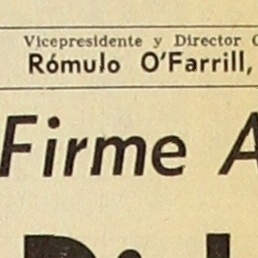 Vicepresidente y Director
Rómulo O'Farrill,
Firme A